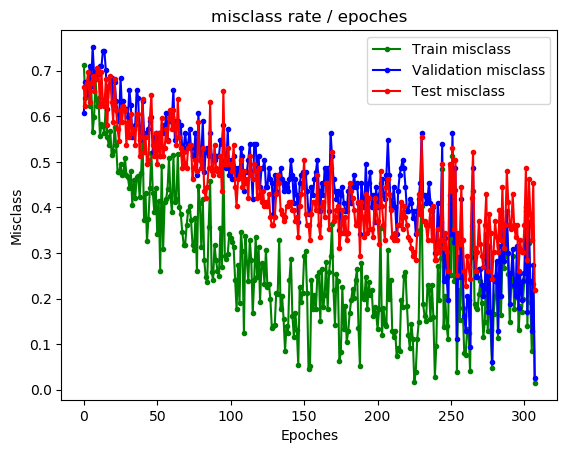 misclass rate / epoches
Train misclass
Validation misclass
Test misclass
Misclass
0.7
0.6
0.5
0.4
0.3
0.2
0.1
0.0
0 50 100 150 200 250 300
Epoches